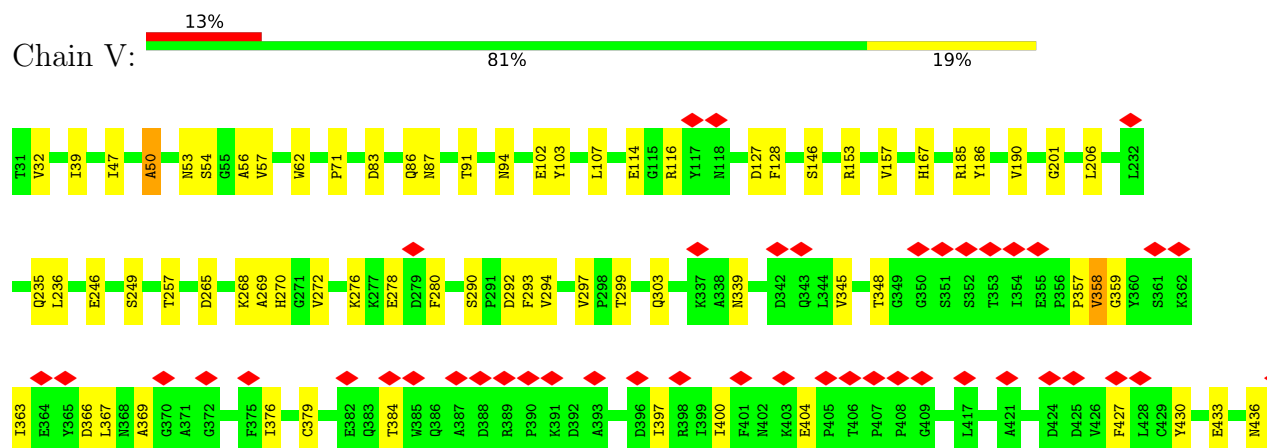 13%
Chain V:
81% 19%
T31 V32 I39 I47 A50 N53 S54 G55 A56 V57 W62 P71 D83 Q86 N87 T91 N94 E102 Y103 L107 E114 G115 R116 Y117 N118 D127 F128 S146 R153 V157 H167 R185 Y186 V190 G201 L206 L232
Q235 L236 E246 S249 T257 D265 K268 A269 H270 G271 V272 K276 K277 E278 D279 F280 S290 P291 D292 F293 V294 V297 P298 T299 Q303 K337 A338 N339 D342 Q343 L344 V345 T348 G349 G350 S351 S352 T353 I354 E355 P356 P357 V358 G359 Y360 S361 K362
I363 E364 Y365 D366 L367 N368 A369 G370 A371 G372 F375 I376 C379 E382 Q383 T384 W385 Q386 A387 D388 R389 P390 K391 D392 A393 D396 I397 R398 I399 I400 F401 N402 K403 E404 P405 T406 P407 P408 G409 L417 A421 D424 D425 V426 F427 L428 C429 Y430 E433 N436